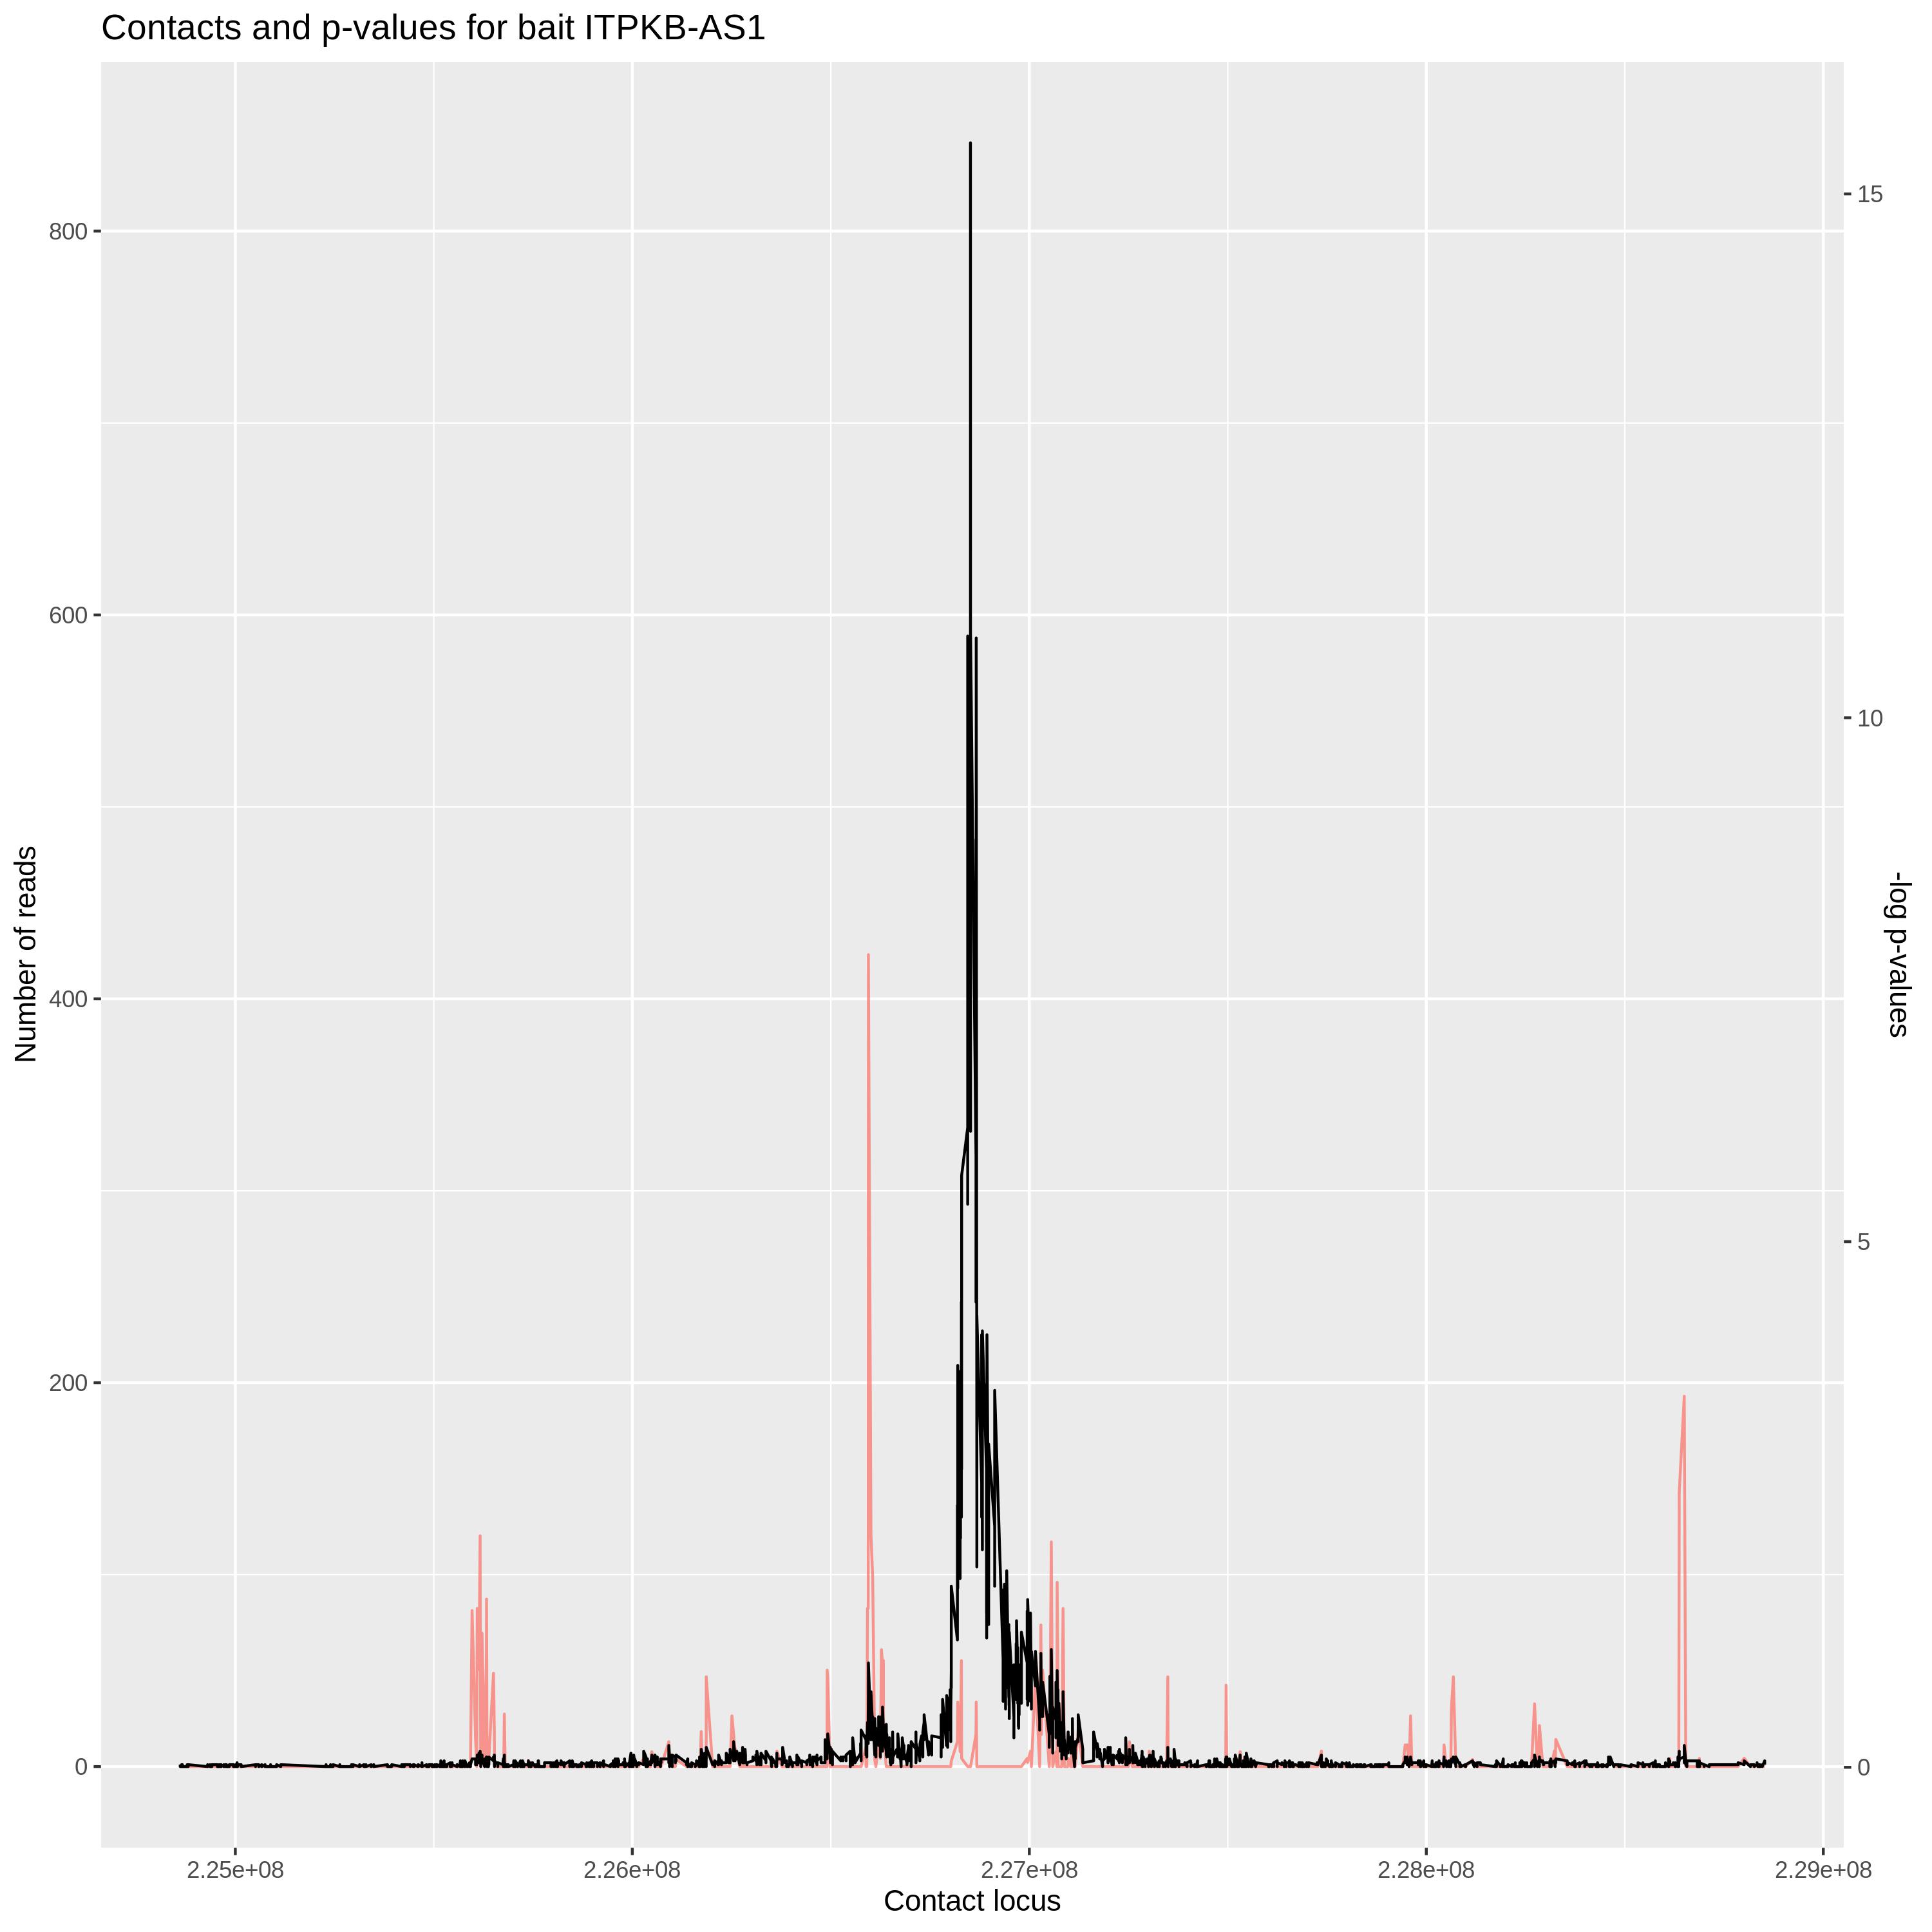 Contacts and p-values for bait ITPKB-AS1
Number of reads
800
600
400
200
0
15
10
5
0
-log p-values
2.25e+08
2.26e+08
2.27e+08
2.28e+08
2.29e+08
Contact locus